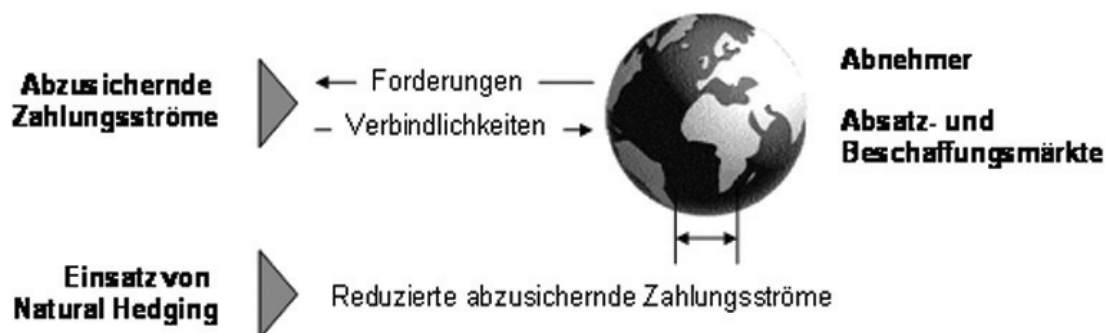 Abzusichernde
Zahlungsströme
Forderungen
Verbindlichkeiten
Abnehmer
Absatz- und
Beschaffungsmärkte
Einsatz von
Natural Hedging
Reduzierte abzusichernde Zahlungsströme